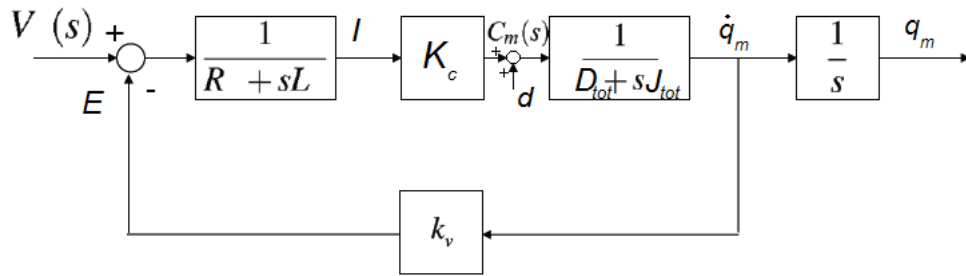 V (s) +
-
E
1
R + sL
I
K_c
C_m(s)
+
+
d
1
D_tot + sJ_tot
q̇_m
1
s
q_m
k_v